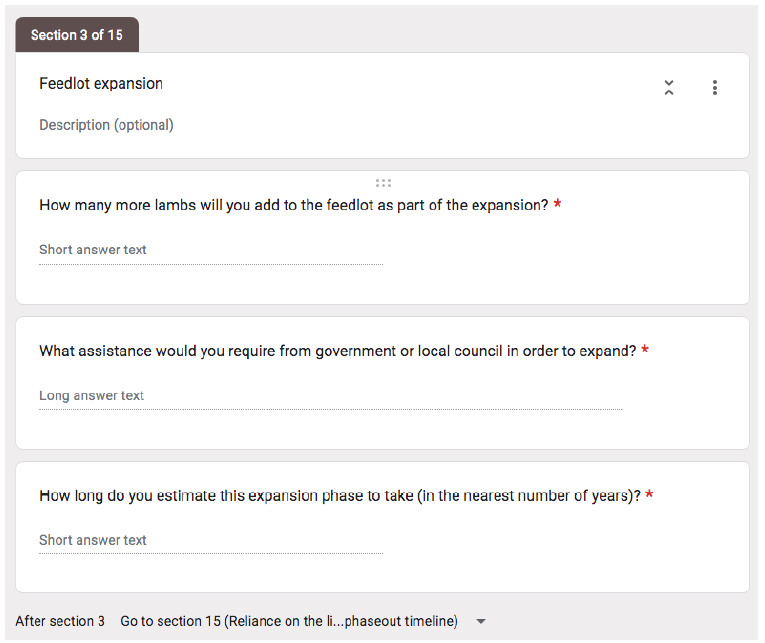 Section 3 of 15
Feedlot expansion
Description (optional)
How many more lambs will you add to the feedlot as part of the expansion? *
Short answer text
What assistance would you require from government or local council in order to expand? *
Long answer text
How long do you estimate this expansion phase to take (in the nearest number of years)? *
Short answer text
After section 3 Go to section 15 (Reliance on the li...phaseout timeline)